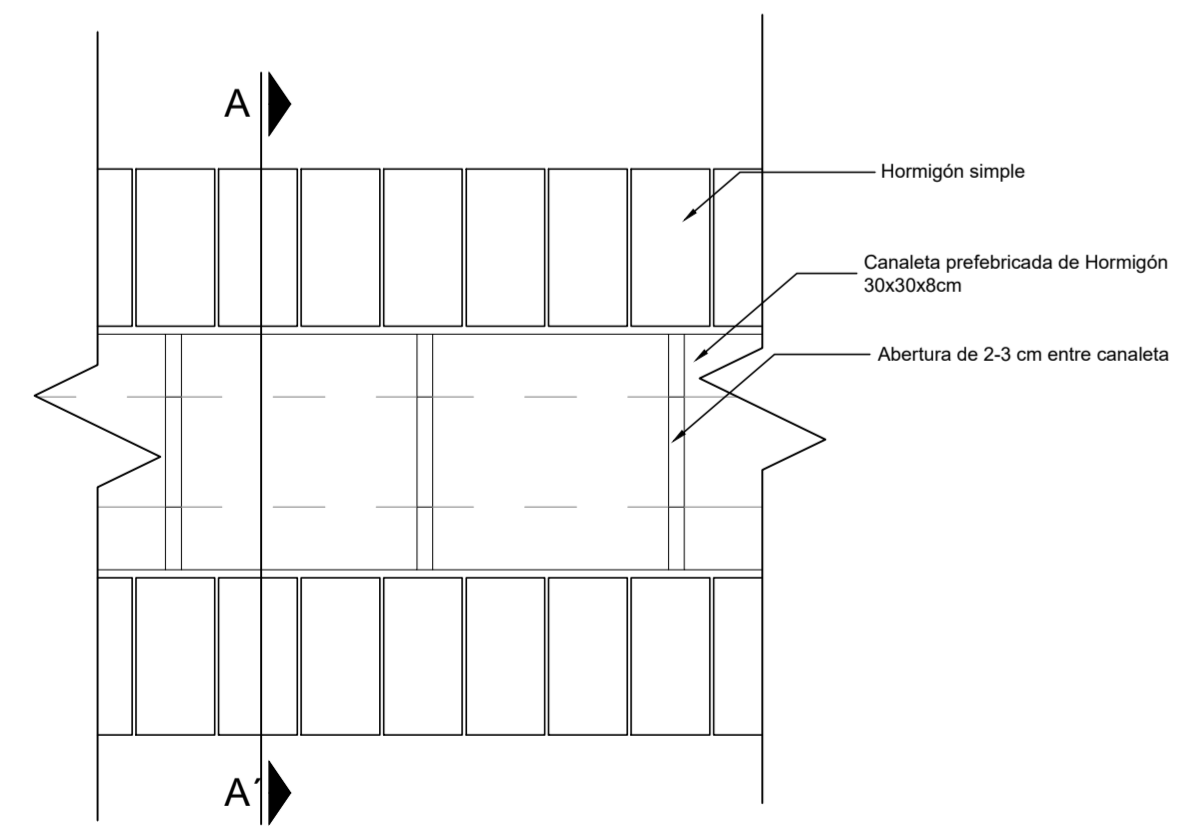 A
Hormigón simple
Canaleta prefebricada de Hormigón
30x30x8cm
Abertura de 2-3 cm entre canaleta
A´